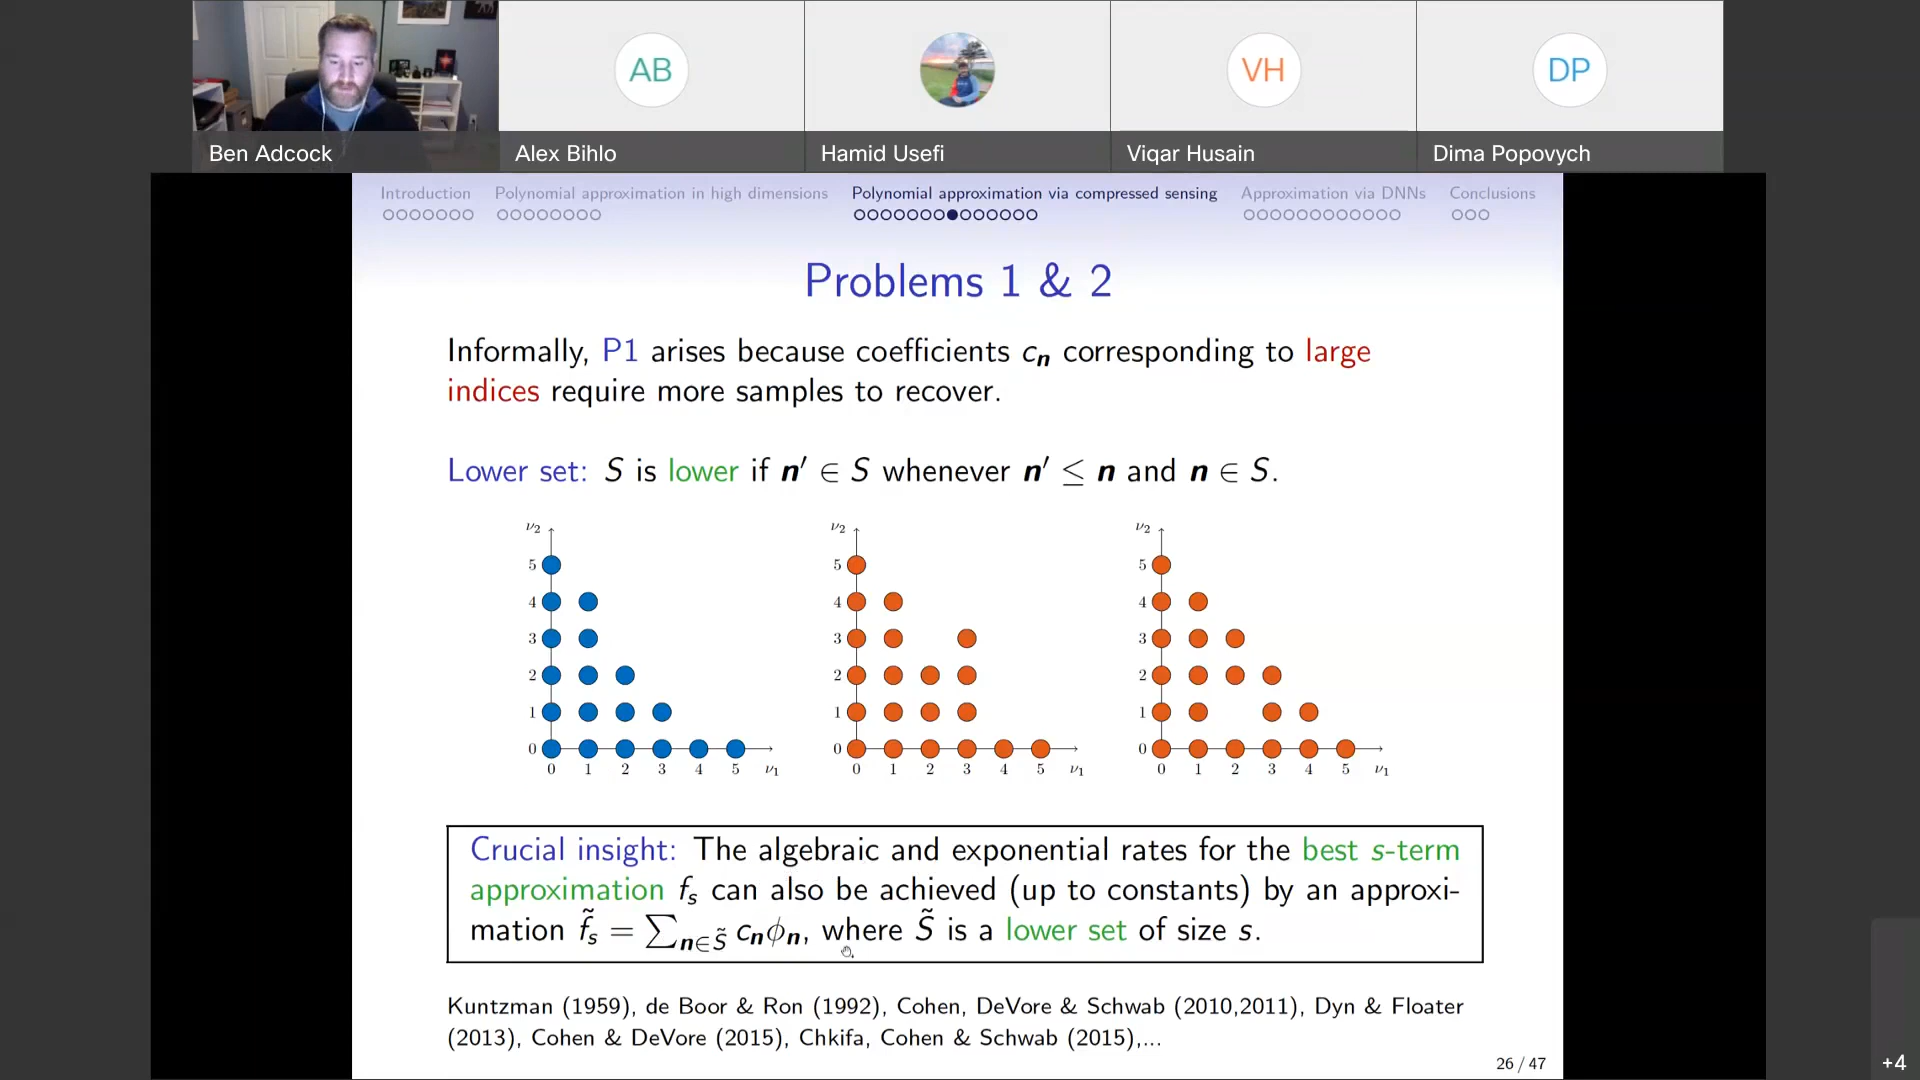 AB
VH
DP
Ben Adcock
Alex Bihlo
Hamid Usefi
Viqar Husain
Dima Popovych
Introduction
Polynomial approximation in high dimensions
Polynomial approximation via compressed sensing
Approximation via DNNs
Conclusions
Problems 1 & 2
Informally, P1 arises because coefficients cₙ corresponding to large
indices require more samples to recover.
Lower set: S is lower if n′ ∈ S whenever n′ ≤ n and n ∈ S.
ν₂
5
4
3
2
1
0
0 1 2 3 4 5 ν₁
ν₂
5
4
3
2
1
0
0 1 2 3 4 5 ν₁
ν₂
5
4
3
2
1
0
0 1 2 3 4 5 ν₁
Crucial insight: The algebraic and exponential rates for the best s-term
approximation fₛ can also be achieved (up to constants) by an approxi-
mation f̃ₛ = ∑_{n∈S̃} cₙϕₙ, where S̃ is a lower set of size s.
Kuntzman (1959), de Boor & Ron (1992), Cohen, DeVore & Schwab (2010,2011), Dyn & Floater
(2013), Cohen & DeVore (2015), Chkifa, Cohen & Schwab (2015),...
26 / 47
+4